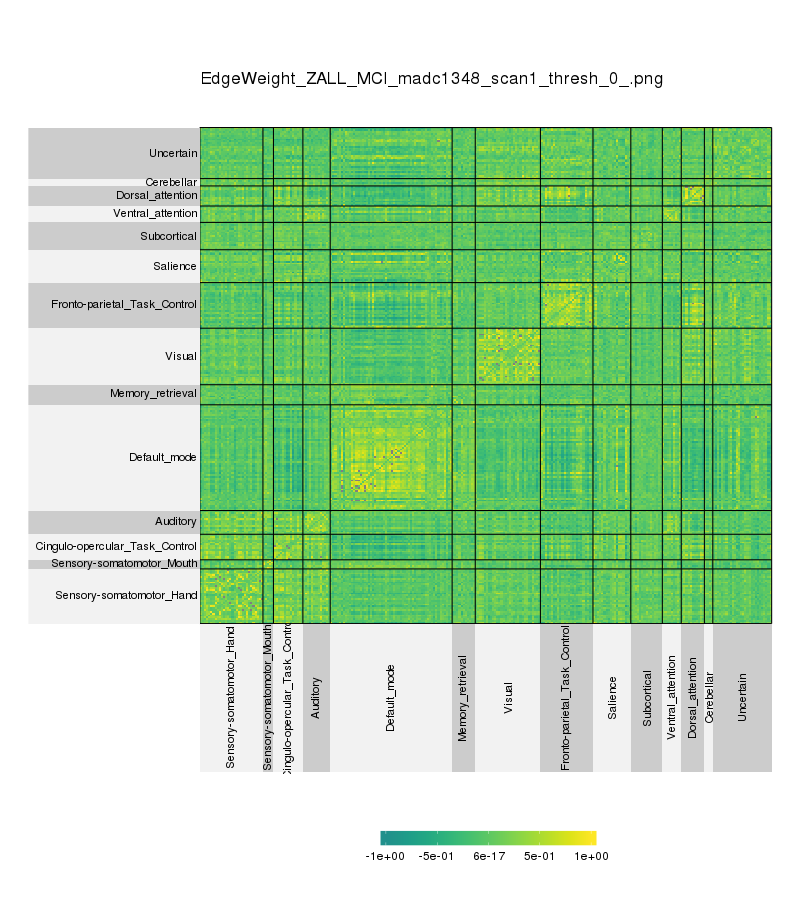 EdgeWeight_ZALL_MCI_madc1348_scan1_thresh_0_.png
Uncertain
Cerebellar
Dorsal_attention
Ventral_attention
Subcortical
Salience
Fronto-parietal_Task_Control
Visual
Memory_retrieval
Default_mode
Auditory
Cingulo-opercular_Task_Control
Sensory-somatomotor_Mouth
Sensory-somatomotor_Hand
Sensory-somatomotor_Hand
Sensory-somatomotor_Mouth
Cingulo-opercular_Task_Control
Auditory
Default_mode
Memory_retrieval
Visual
Fronto-parietal_Task_Control
Salience
Subcortical
Ventral_attention
Dorsal_attention
Cerebellar
Uncertain
-1e+00 -5e-01 6e-17 5e-01 1e+00